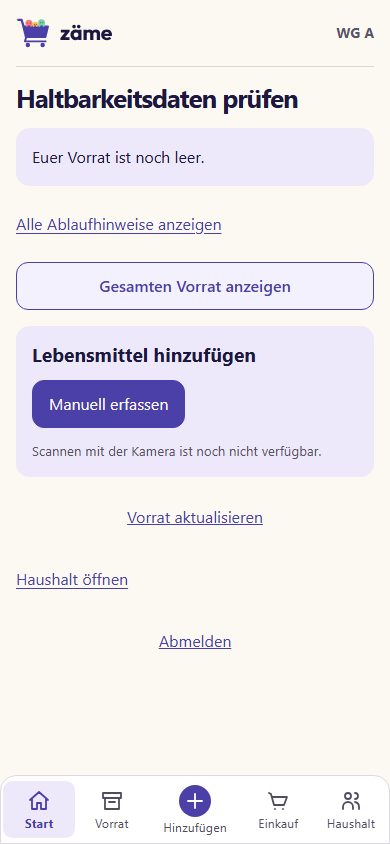 zäme
WG A
Haltbarkeitsdaten prüfen
Euer Vorrat ist noch leer.
Alle Ablaufhinweise anzeigen
Gesamten Vorrat anzeigen
Lebensmittel hinzufügen
Manuell erfassen
Scannen mit der Kamera ist noch nicht verfügbar.
Vorrat aktualisieren
Haushalt öffnen
Abmelden
Start
Vorrat
Hinzufügen
Einkauf
Haushalt